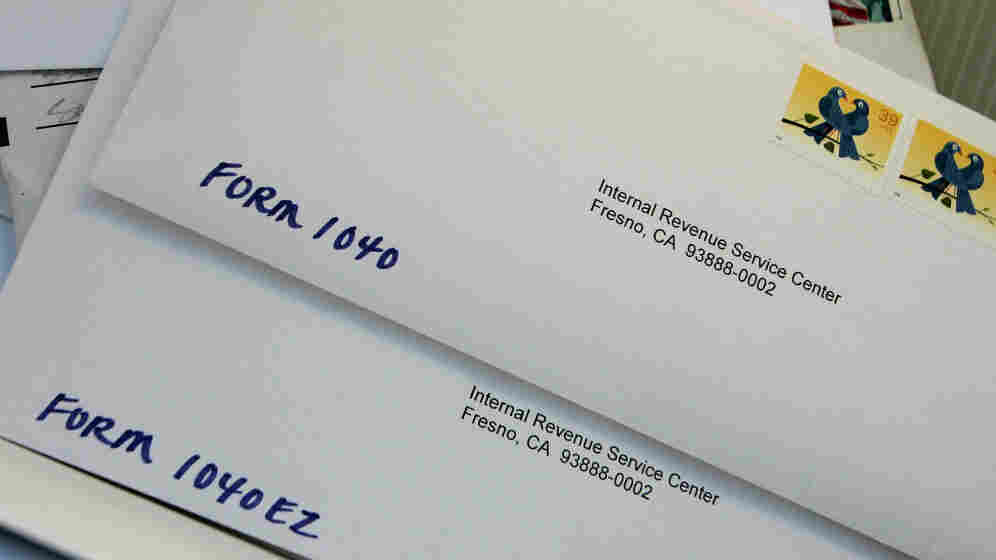 39
FORM 1040
Internal Revenue Service Center
Fresno, CA 93888-0002
FORM 1040EZ
Internal Revenue Service Center
Fresno, CA 93888-0002